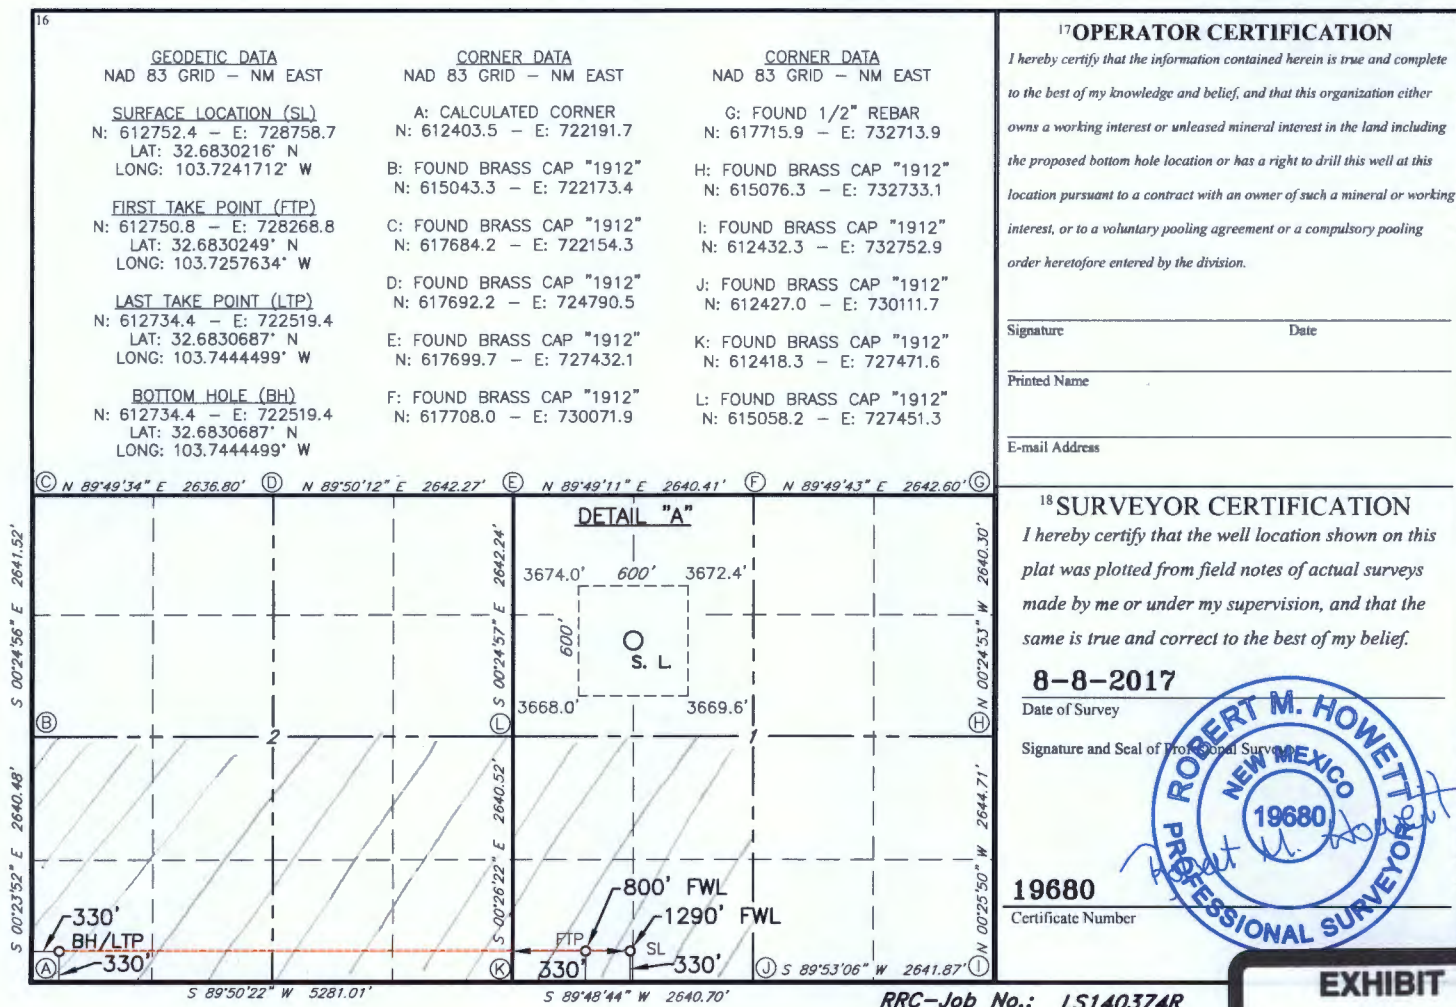 16
GEODETIC DATA
NAD 83 GRID – NM EAST
SURFACE LOCATION (SL)
N: 612752.4 – E: 728758.7
LAT: 32.6830216° N
LONG: 103.7241712° W
FIRST TAKE POINT (FTP)
N: 612750.8 – E: 728268.8
LAT: 32.6830249° N
LONG: 103.7257634° W
LAST TAKE POINT (LTP)
N: 612734.4 – E: 722519.4
LAT: 32.6830687° N
LONG: 103.7444499° W
BOTTOM HOLE (BH)
N: 612734.4 – E: 722519.4
LAT: 32.6830687° N
LONG: 103.7444499° W
CORNER DATA
NAD 83 GRID – NM EAST
A: CALCULATED CORNER
N: 612403.5 – E: 722191.7
B: FOUND BRASS CAP "1912"
N: 615043.3 – E: 722173.4
C: FOUND BRASS CAP "1912"
N: 617684.2 – E: 722154.3
D: FOUND BRASS CAP "1912"
N: 617692.2 – E: 724790.5
E: FOUND BRASS CAP "1912"
N: 617699.7 – E: 727432.1
F: FOUND BRASS CAP "1912"
N: 617708.0 – E: 730071.9
CORNER DATA
NAD 83 GRID – NM EAST
G: FOUND 1/2" REBAR
N: 617715.9 – E: 732713.9
H: FOUND BRASS CAP "1912"
N: 615076.3 – E: 732733.1
I: FOUND BRASS CAP "1912"
N: 612432.3 – E: 732752.9
J: FOUND BRASS CAP "1912"
N: 612427.0 – E: 730111.7
K: FOUND BRASS CAP "1912"
N: 612418.3 – E: 727471.6
L: FOUND BRASS CAP "1912"
N: 615058.2 – E: 727451.3
C N 89°49'34" E 2636.80' D N 89°50'12" E 2642.27' E N 89°49'11" E 2640.41' F N 89°49'43" E 2642.60' G
DETAIL "A"
3674.0' 600' 3672.4'
600'
S. L.
3668.0' 3669.6'
S 00°24'56" E 2641.52'
S 00°24'57" E 2642.24'
N 00°24'53" W 2640.30'
B 2 L 1 H
S 00°23'52" E 2640.48'
S 00°26'22" E 2640.52'
N 00°25'50" W 2644.71'
330'
BH/LTP
330'
800' FWL
1290' FWL
FTP SL
330' 330'
A K J S 89°53'06" W 2641.87' I
S 89°50'22" W 5281.01'
S 89°48'44" W 2640.70'
RRC–Job No.: LS140374R
17 OPERATOR CERTIFICATION
I hereby certify that the information contained herein is true and complete
to the best of my knowledge and belief, and that this organization either
owns a working interest or unleased mineral interest in the land including
the proposed bottom hole location or has a right to drill this well at this
location pursuant to a contract with an owner of such a mineral or working
interest, or to a voluntary pooling agreement or a compulsory pooling
order heretofore entered by the division.
Signature Date
Printed Name
E-mail Address
18 SURVEYOR CERTIFICATION
I hereby certify that the well location shown on this
plat was plotted from field notes of actual surveys
made by me or under my supervision, and that the
same is true and correct to the best of my belief.
8-8-2017
Date of Survey
Signature and Seal of Professional Surveyor
ROBERT M. HOWETT
NEW MEXICO
19680
PROFESSIONAL SURVEYOR
Robert M. Howett
19680
Certificate Number
EXHIBIT